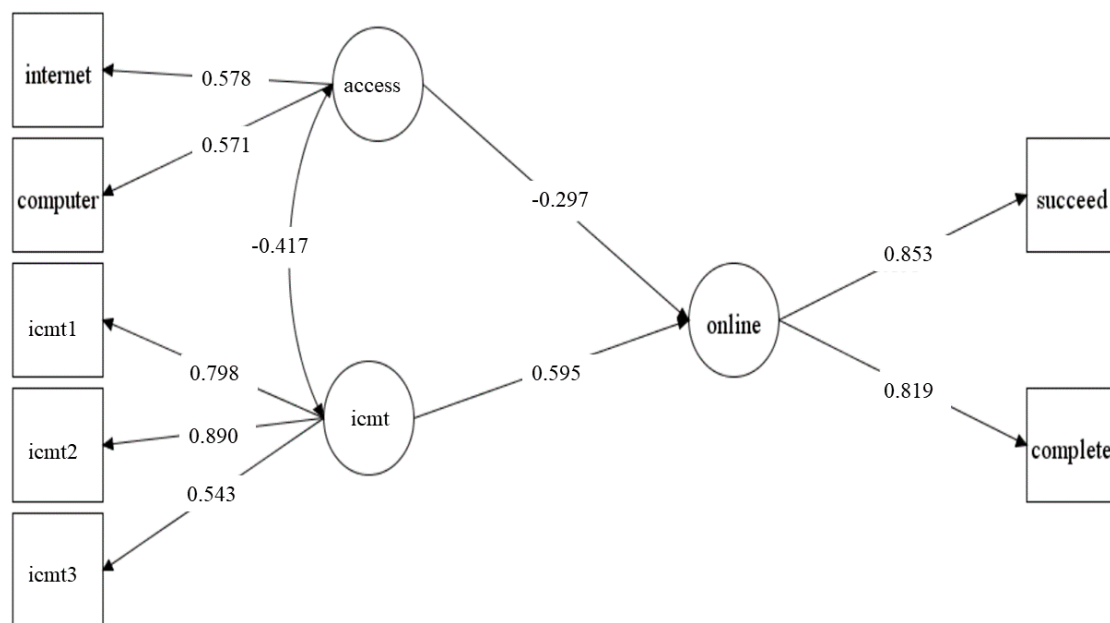 internet
0.578
access
computer
0.571
-0.297
succeed
-0.417
0.853
icmt1
online
0.798
0.595
0.819
icmt
icmt2
0.890
complete
0.543
icmt3